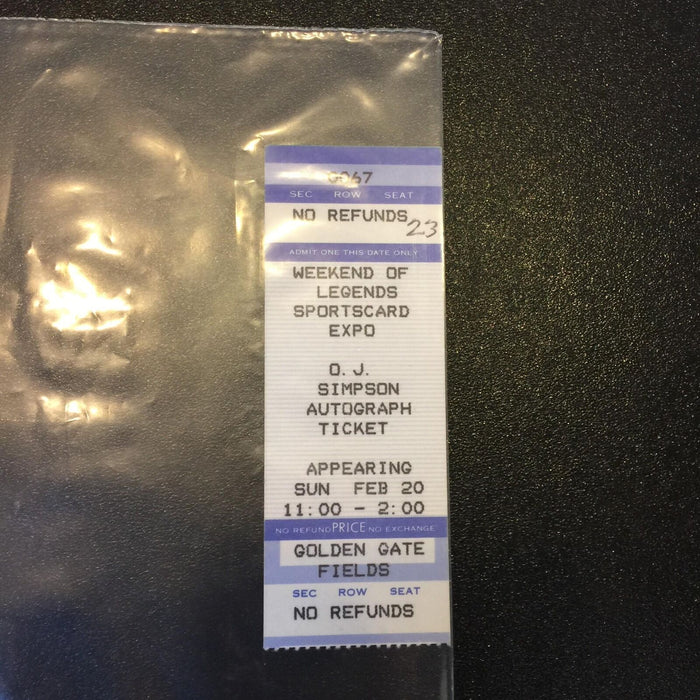 0067
SEC ROW SEAT
NO REFUNDS
23
ADMIT ONE THIS DATE ONLY
WEEKEND OF
LEGENDS
SPORTSCARD
EXPO
O.J.
SIMPSON
AUTOGRAPH
TICKET
APPEARING
SUN FEB 20
11:00 - 2:00
NO REFUND PRICE NO EXCHANGE
GOLDEN GATE
FIELDS
SEC ROW SEAT
NO REFUNDS